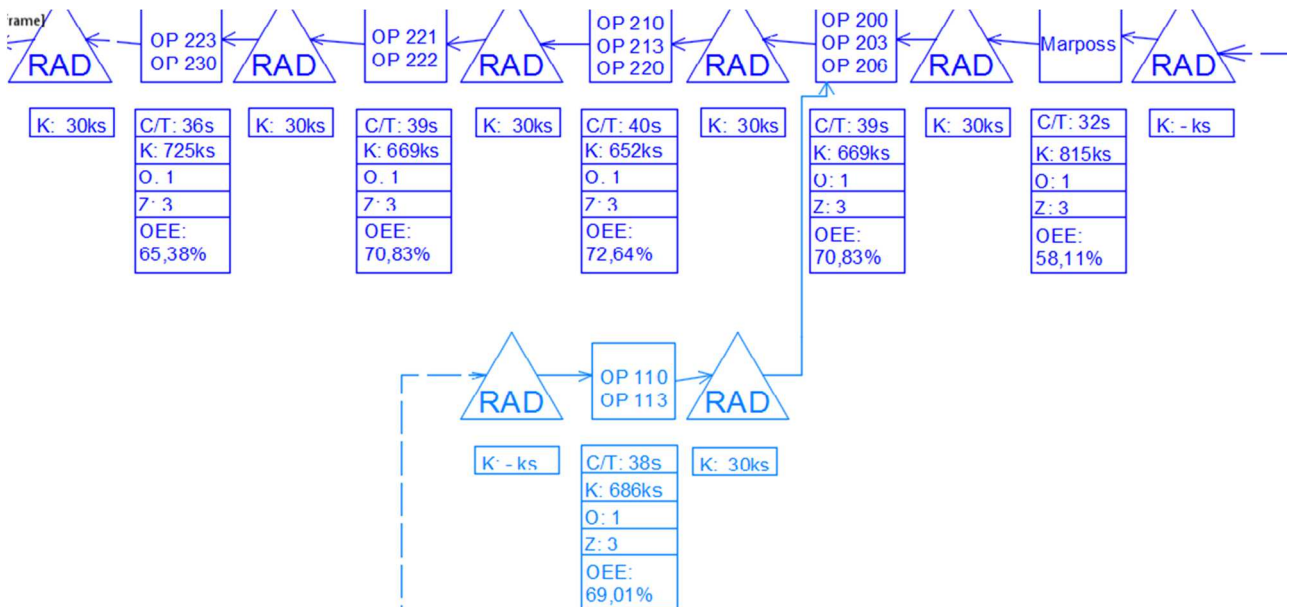 rame]
RAD
OP 223
OP 230
RAD
OP 221
OP 222
RAD
OP 210
OP 213
OP 220
RAD
OP 200
OP 203
OP 206
RAD
Marposs
RAD
K: 30ks
C/T: 36s
K: 725ks
O: 1
Z: 3
OEE:
65,38%
K: 30ks
C/T: 39s
K: 669ks
O: 1
Z: 3
OEE:
70,83%
K: 30ks
C/T: 40s
K: 652ks
O: 1
Z: 3
OEE:
72,64%
K: 30ks
C/T: 39s
K: 669ks
O: 1
Z: 3
OEE:
70,83%
K: 30ks
C/T: 32s
K: 815ks
O: 1
Z: 3
OEE:
58,11%
K: - ks
RAD
OP 110
OP 113
RAD
K: - ks
C/T: 38s
K: 686ks
O: 1
Z: 3
OEE:
69,01%
K: 30ks